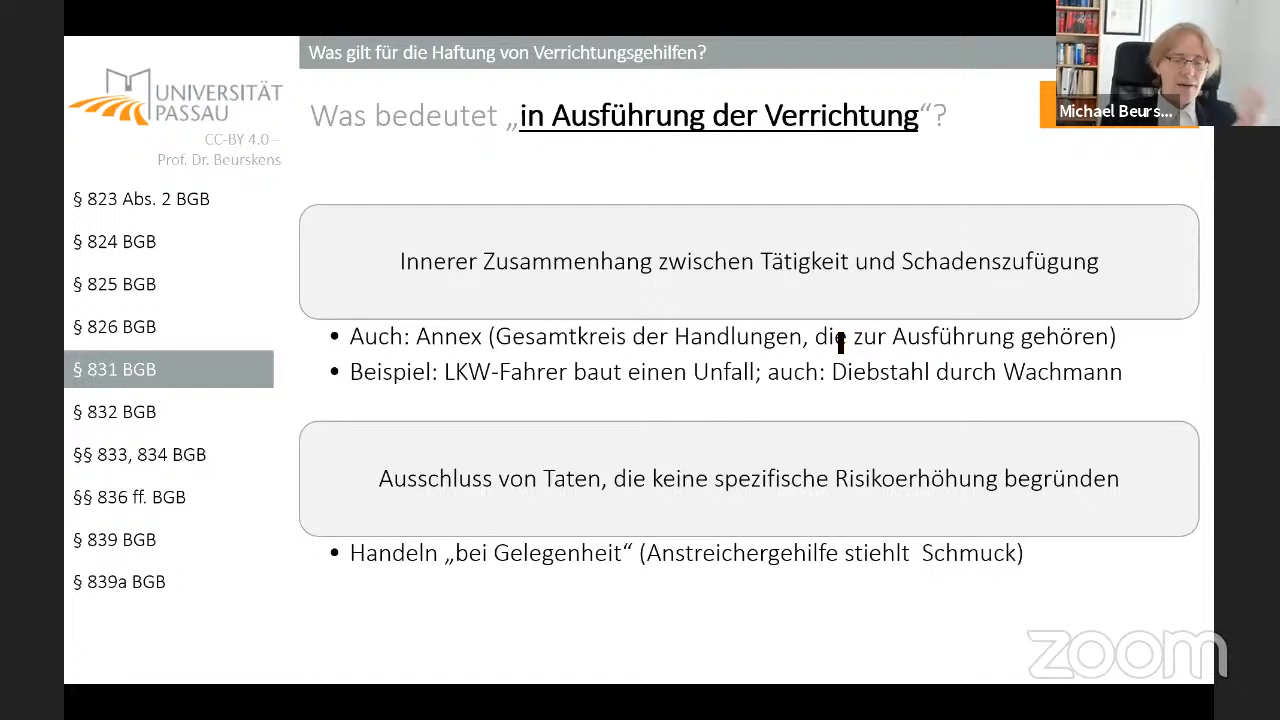 Was gilt für die Haftung von Verrichtungsgehilfen?
UNIVERSITÄT
PASSAU
CC-BY 4.0 –
Prof. Dr. Beurskens
Was bedeutet „in Ausführung der Verrichtung“?
Michael Beurs...
§ 823 Abs. 2 BGB
§ 824 BGB
§ 825 BGB
§ 826 BGB
§ 831 BGB
§ 832 BGB
§§ 833, 834 BGB
§§ 836 ff. BGB
§ 839 BGB
§ 839a BGB
Innerer Zusammenhang zwischen Tätigkeit und Schadenszufügung
• Auch: Annex (Gesamtkreis der Handlungen, die zur Ausführung gehören)
• Beispiel: LKW-Fahrer baut einen Unfall; auch: Diebstahl durch Wachmann
Ausschluss von Taten, die keine spezifische Risikoerhöhung begründen
• Handeln „bei Gelegenheit“ (Anstreichergehilfe stiehlt Schmuck)
zoom